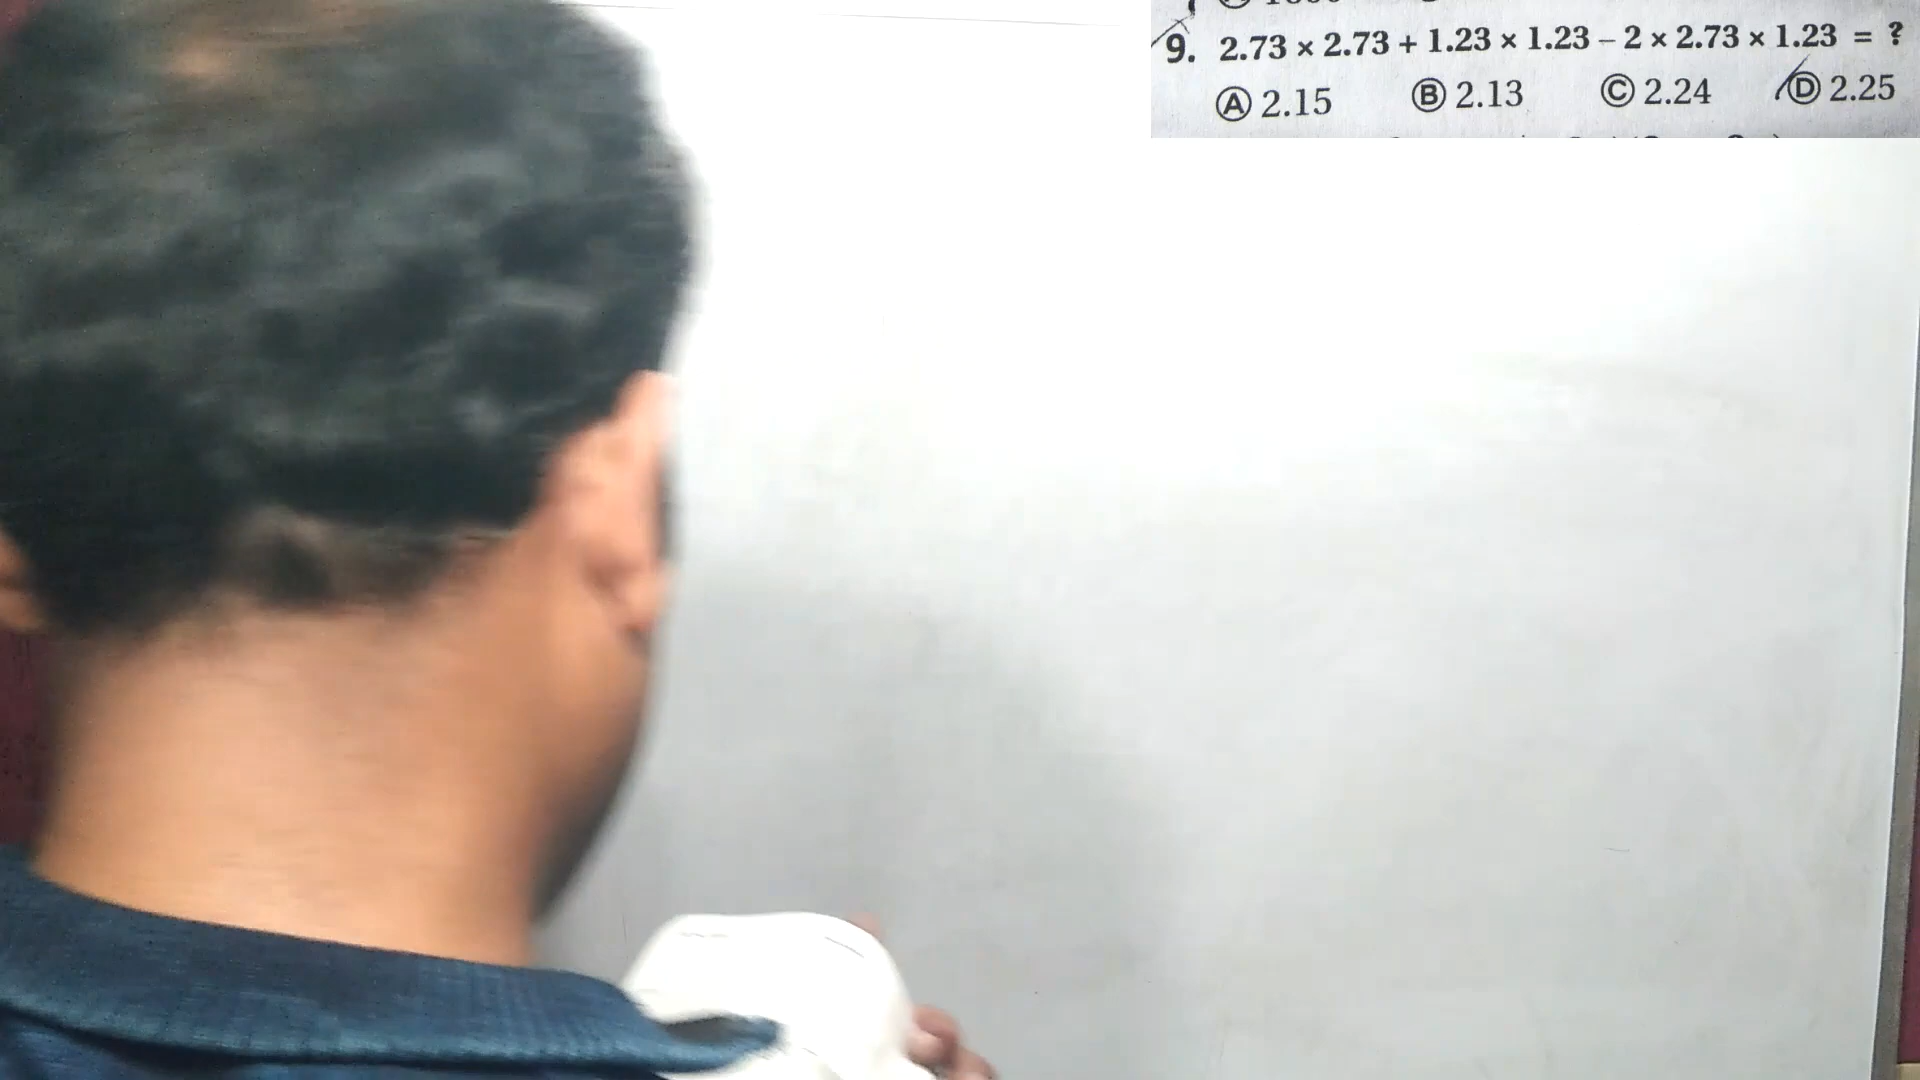 9. 2.73 × 2.73 + 1.23 × 1.23 – 2 × 2.73 × 1.23 = ?
Ⓐ 2.15 Ⓑ 2.13 Ⓒ 2.24 Ⓓ 2.25